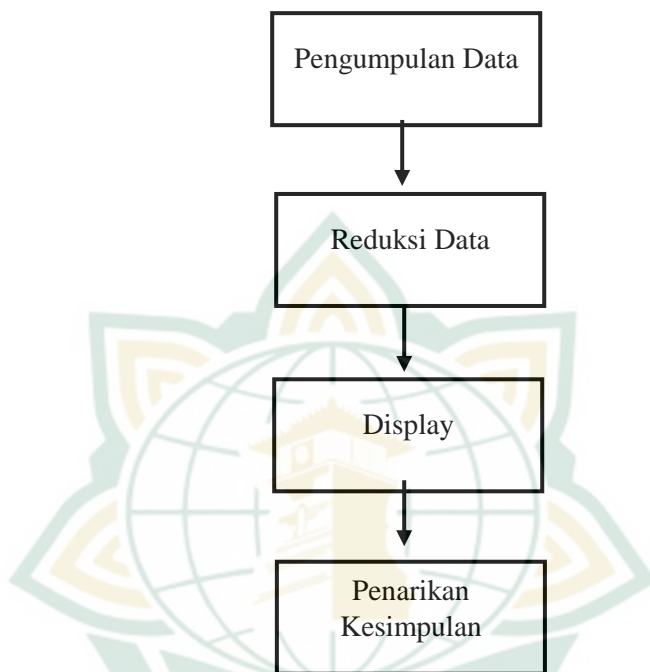 Pengumpulan Data
Reduksi Data
Display
Penarikan
Kesimpulan